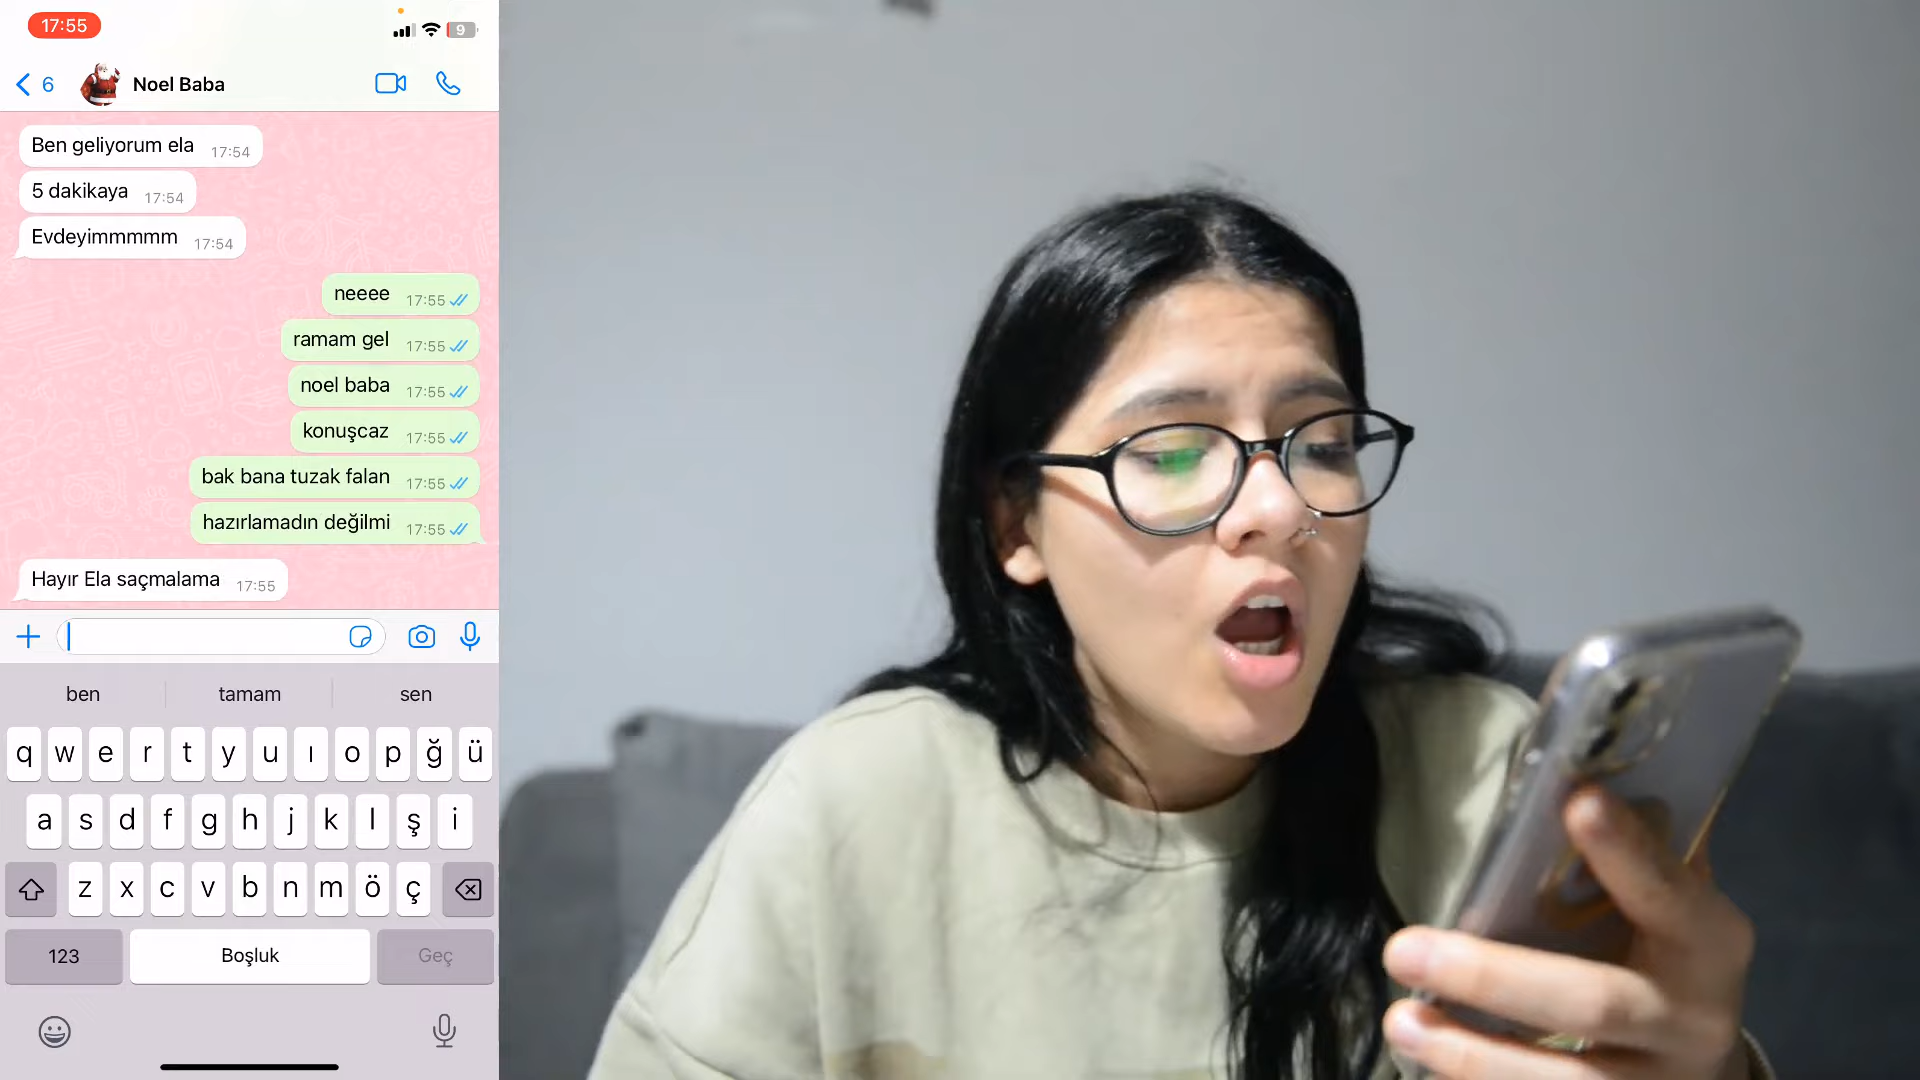 17:55
9
6
Noel Baba
Ben geliyorum ela 17:54
5 dakikaya 17:54
Evdeyimmmmm 17:54
neeee 17:55
ramam gel 17:55
noel baba 17:55
konuşcaz 17:55
bak bana tuzak falan 17:55
hazırlamadın değilmi 17:55
Hayır Ela saçmalama 17:55
ben tamam sen
q w e r t y u ı o p ğ ü
a s d f g h j k l ş i
z x c v b n m ö ç
123 Boşluk Geç